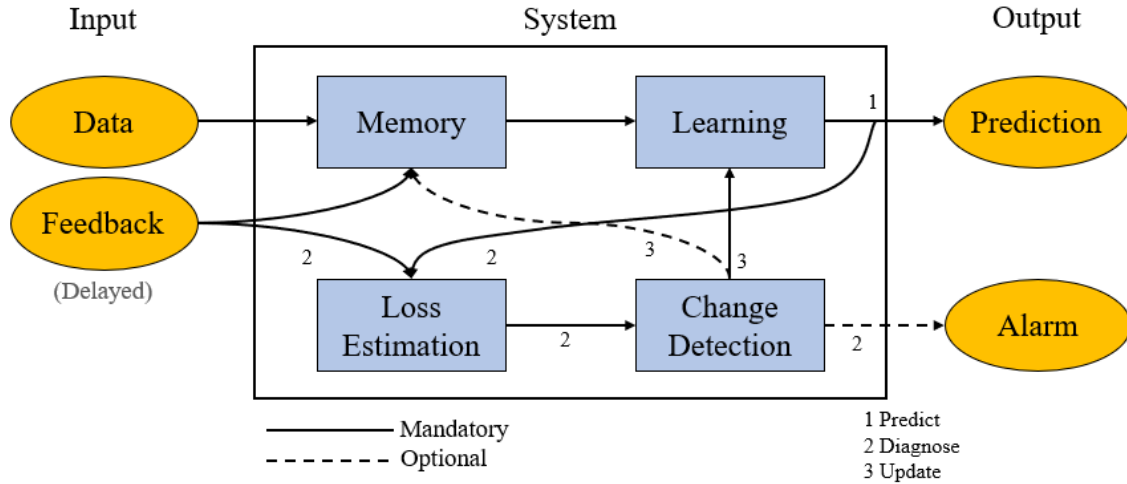 Input
System
Output
Data
Memory
Learning
1
Prediction
Feedback
(Delayed)
2
2
3
3
Loss
Estimation
2
Change
Detection
2
Alarm
Mandatory
Optional
1 Predict
2 Diagnose
3 Update